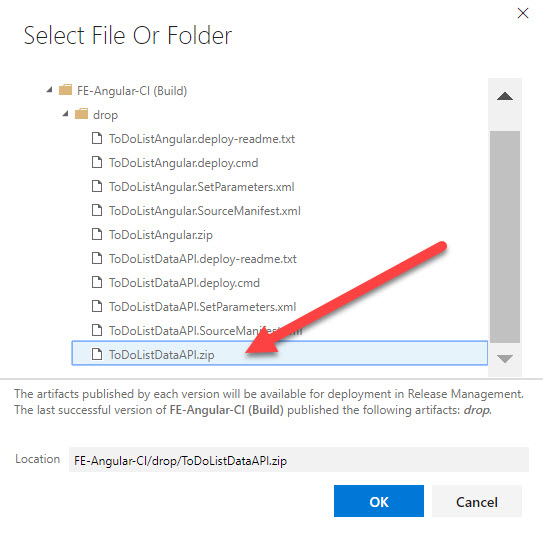 Select File Or Folder
FE-Angular-CI (Build)
drop
ToDoListAngular.deploy-readme.txt
ToDoListAngular.deploy.cmd
ToDoListAngular.SetParameters.xml
ToDoListAngular.SourceManifest.xml
ToDoListAngular.zip
ToDoListDataAPI.deploy-readme.txt
ToDoListDataAPI.deploy.cmd
ToDoListDataAPI.SetParameters.xml
ToDoListDataAPI.SourceManifest.xml
ToDoListDataAPI.zip
The artifacts published by each version will be available for deployment in Release Management.
The last successful version of FE-Angular-CI (Build) published the following artifacts: drop.
Location FE-Angular-CI/drop/ToDoListDataAPI.zip
OK Cancel